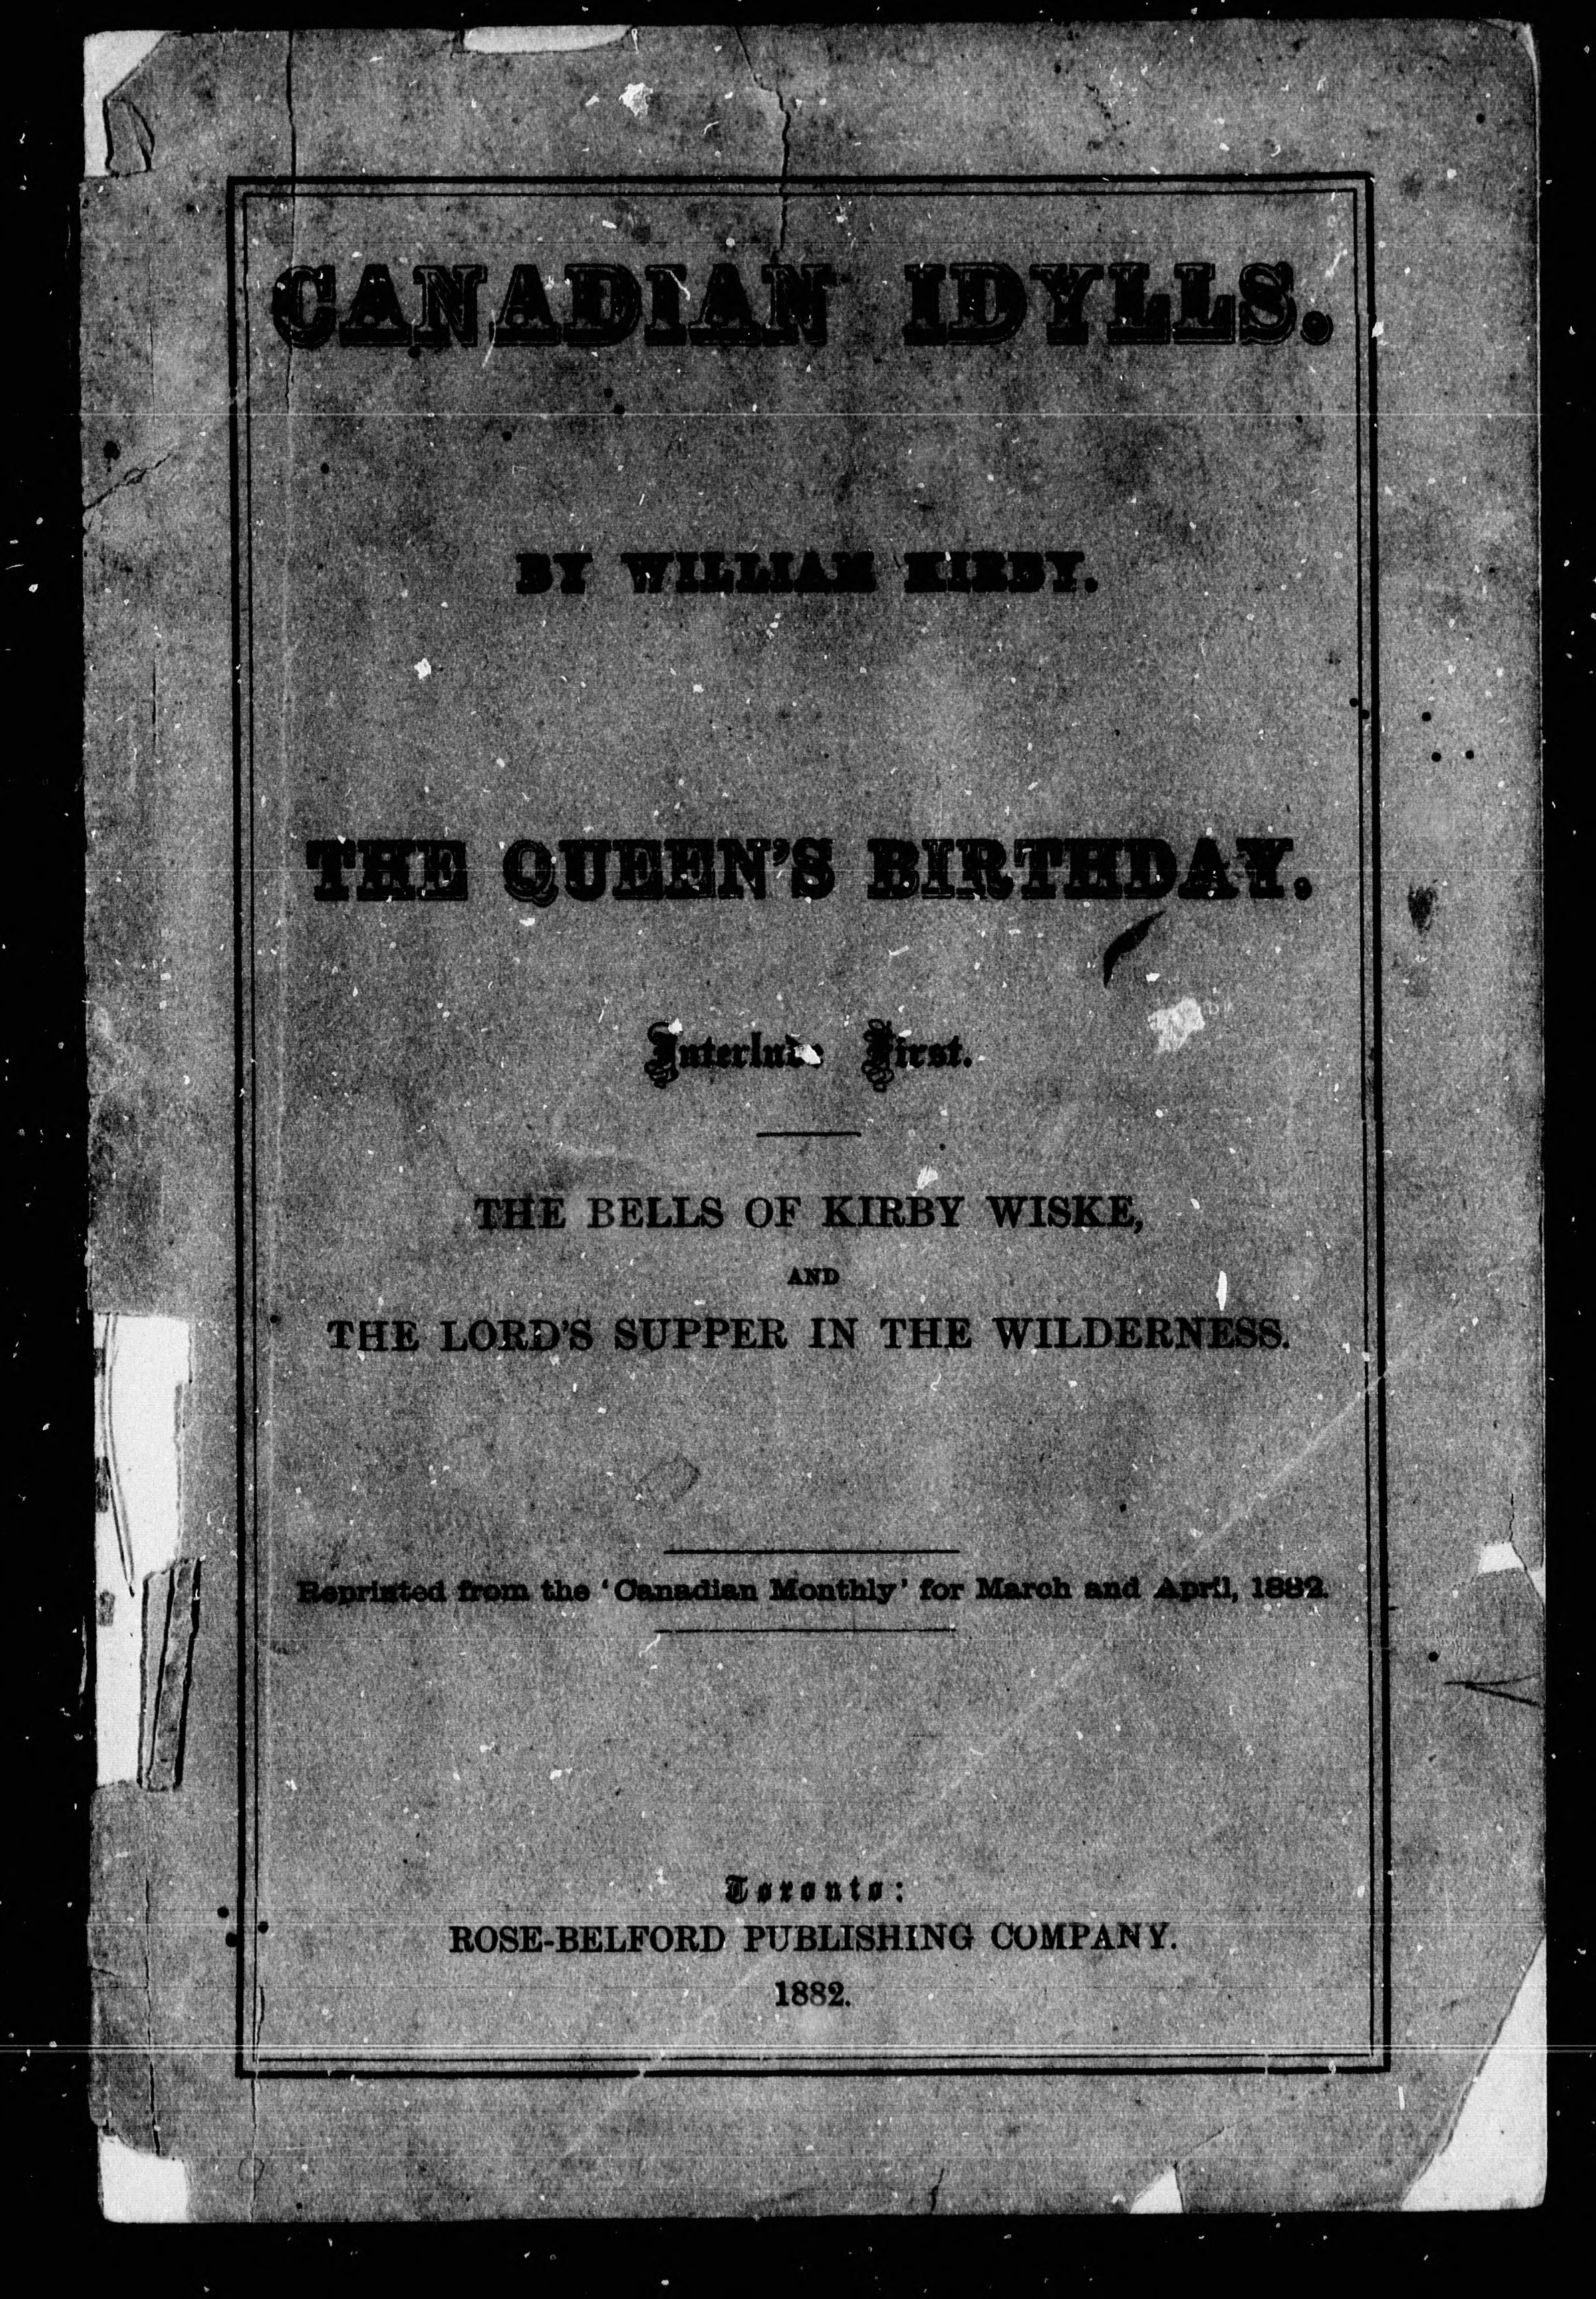 CANADIAN IDYLLS.
BY WILLIAM KIRBY.
THE QUEEN'S BIRTHDAY.
Interlude First.
THE BELLS OF KIRBY WISKE,
AND
THE LORD'S SUPPER IN THE WILDERNESS.
Reprinted from the 'Canadian Monthly' for March and April, 1882.
Toronto:
ROSE-BELFORD PUBLISHING COMPANY.
1882.